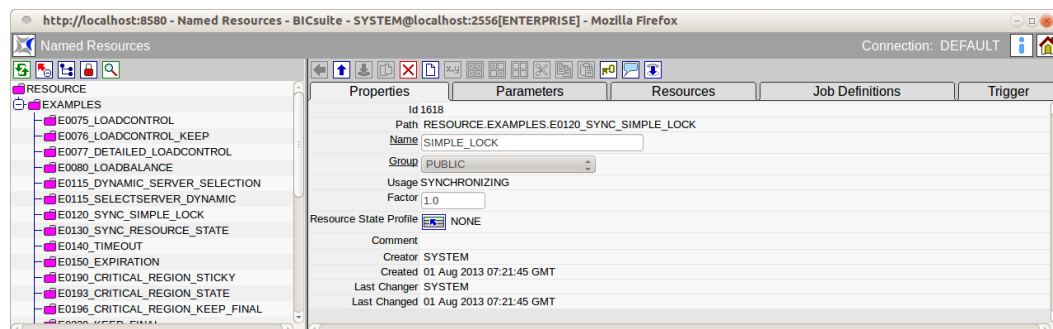 http://localhost:8580 - Named Resources - BICsuite - SYSTEM@localhost:2556[ENTERPRISE] - Mozilla Firefox
Named Resources
Connection: DEFAULT
RESOURCE
EXAMPLES
E0075_LOADCONTROL
E0076_LOADCONTROL_KEEP
E0077_DETAILED_LOADCONTROL
E0080_LOADBALANCE
E0115_DYNAMIC_SERVER_SELECTION
E0115_SELECTSERVER_DYNAMIC
E0120_SYNC_SIMPLE_LOCK
E0130_SYNC_RESOURCE_STATE
E0140_TIMEOUT
E0150_EXPIRATION
E0190_CRITICAL_REGION_STICKY
E0193_CRITICAL_REGION_STATE
E0196_CRITICAL_REGION_KEEP_FINAL
Properties Parameters Resources Job Definitions Trigger
Id 1618
Path RESOURCE.EXAMPLES.E0120_SYNC_SIMPLE_LOCK
Name SIMPLE_LOCK
Group PUBLIC
Usage SYNCHRONIZING
Factor 1.0
Resource State Profile NONE
Comment
Creator SYSTEM
Created 01 Aug 2013 07:21:45 GMT
Last Changer SYSTEM
Last Changed 01 Aug 2013 07:21:45 GMT